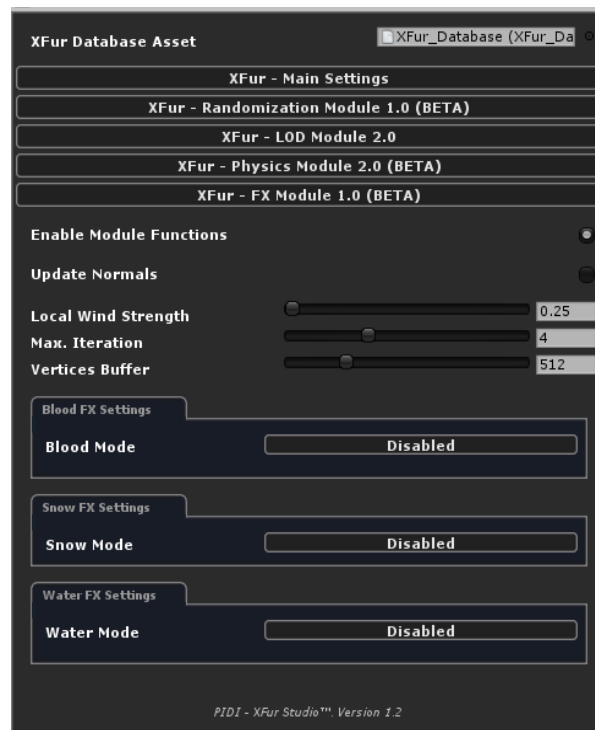 XFur Database Asset XFur_Database (XFur_Da
XFur - Main Settings
XFur - Randomization Module 1.0 (BETA)
XFur - LOD Module 2.0
XFur - Physics Module 2.0 (BETA)
XFur - FX Module 1.0 (BETA)
Enable Module Functions
Update Normals
Local Wind Strength 0.25
Max. Iteration 4
Vertices Buffer 512
Blood FX Settings
Blood Mode Disabled
Snow FX Settings
Snow Mode Disabled
Water FX Settings
Water Mode Disabled
PIDI - XFur Studio™. Version 1.2